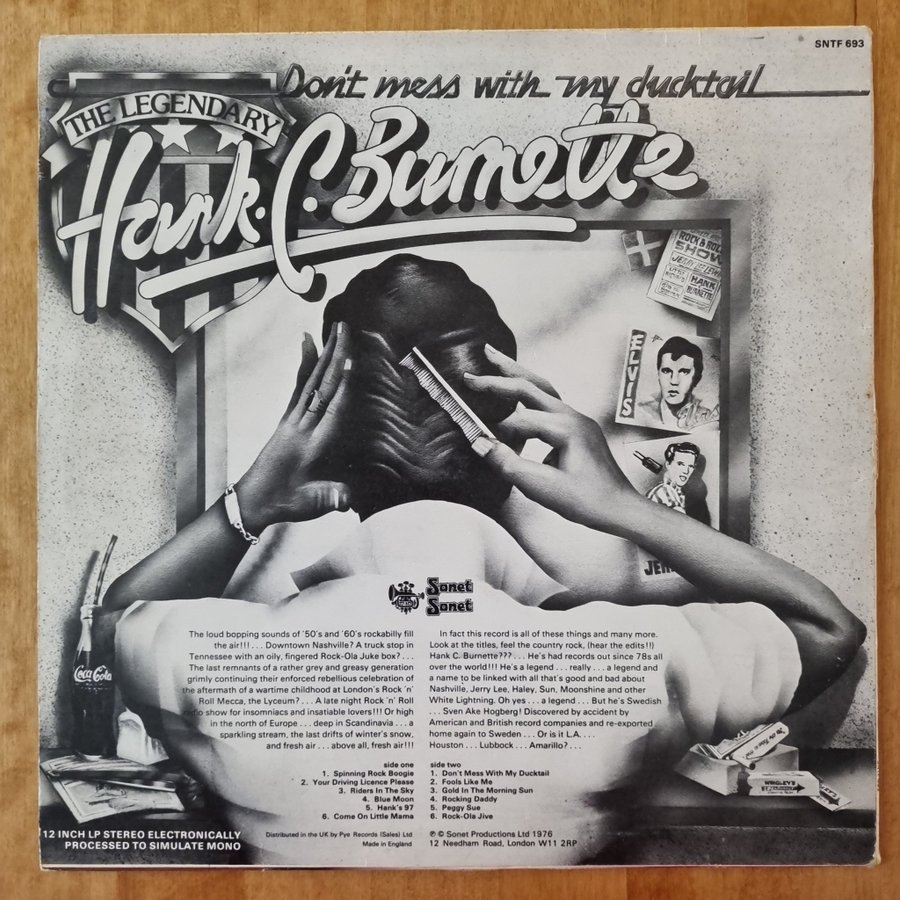 SNTF 693
Don't mess with my ducktail
THE LEGENDARY
Hank. C. Burnette
ROCK & ROLL
SHOW
HANK
BURNETTE
ELVIS
Elvis
JER
Sonet
Sonet
The loud bopping sounds of '50's and '60's rockabilly fill
the air!!! . . . Downtown Nashville? A truck stop in
Tennessee with an oily, fingered Rock-Ola Juke box? . . .
The last remnants of a rather grey and greasy generation
grimly continuing their enforced rebellious celebration of
the aftermath of a wartime childhood at London's Rock 'n'
Roll Mecca, the Lyceum? . . . A late night Rock 'n' Roll
radio show for insomniacs and insatiable lovers!!! Or high
in the north of Europe . . . deep in Scandinavia . . . a
sparkling stream, the last drifts of winter's snow,
and fresh air . . . above all, fresh air!!!
In fact this record is all of these things and many more.
Look at the titles, feel the country rock, (hear the edits!!)
Hank C. Burnette??? . . . He's had records out since 78s all
over the world!!! He's a legend . . . really . . . a legend and
a name to be linked with all that's good and bad about
Nashville, Jerry Lee, Haley, Sun, Moonshine and other
White Lightning. Oh yes . . . a legend . . . But he's Swedish
. . . Sven Ake Hogberg! Discovered by accident by
American and British record companies and re-exported
home again to Sweden . . . Or is it L.A. . . .
Houston . . . Lubbock . . . Amarillo? . . .
Coca-Cola
side one
1. Spinning Rock Boogie
2. Your Driving Licence Please
3. Riders In The Sky
4. Blue Moon
5. Hank's 97
6. Come On Little Mama
side two
1. Don't Mess With My Ducktail
2. Fools Like Me
3. Gold In The Morning Sun
4. Rocking Daddy
5. Peggy Sue
6. Rock-Ola Jive
WRIGLEY'S
12 INCH LP STEREO ELECTRONICALLY
PROCESSED TO SIMULATE MONO
Distributed in the UK by Pye Records (Sales) Ltd
Made in England
℗ © Sonet Productions Ltd 1976
12 Needham Road, London W11 2RP